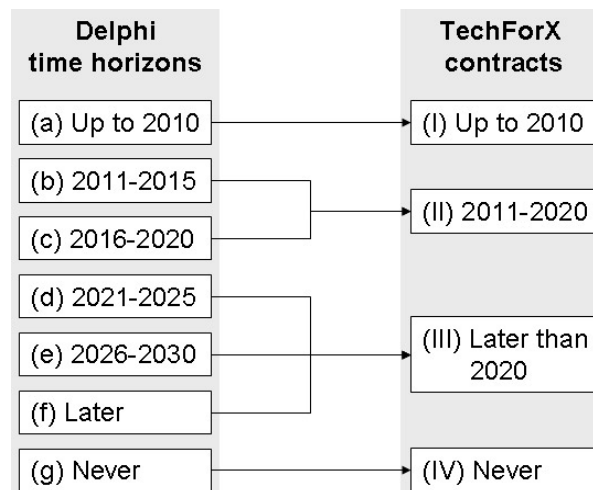 Delphi
time horizons
(a) Up to 2010
(b) 2011-2015
(c) 2016-2020
(d) 2021-2025
(e) 2026-2030
(f) Later
(g) Never
TechForX
contracts
(I) Up to 2010
(II) 2011-2020
(III) Later than
2020
(IV) Never